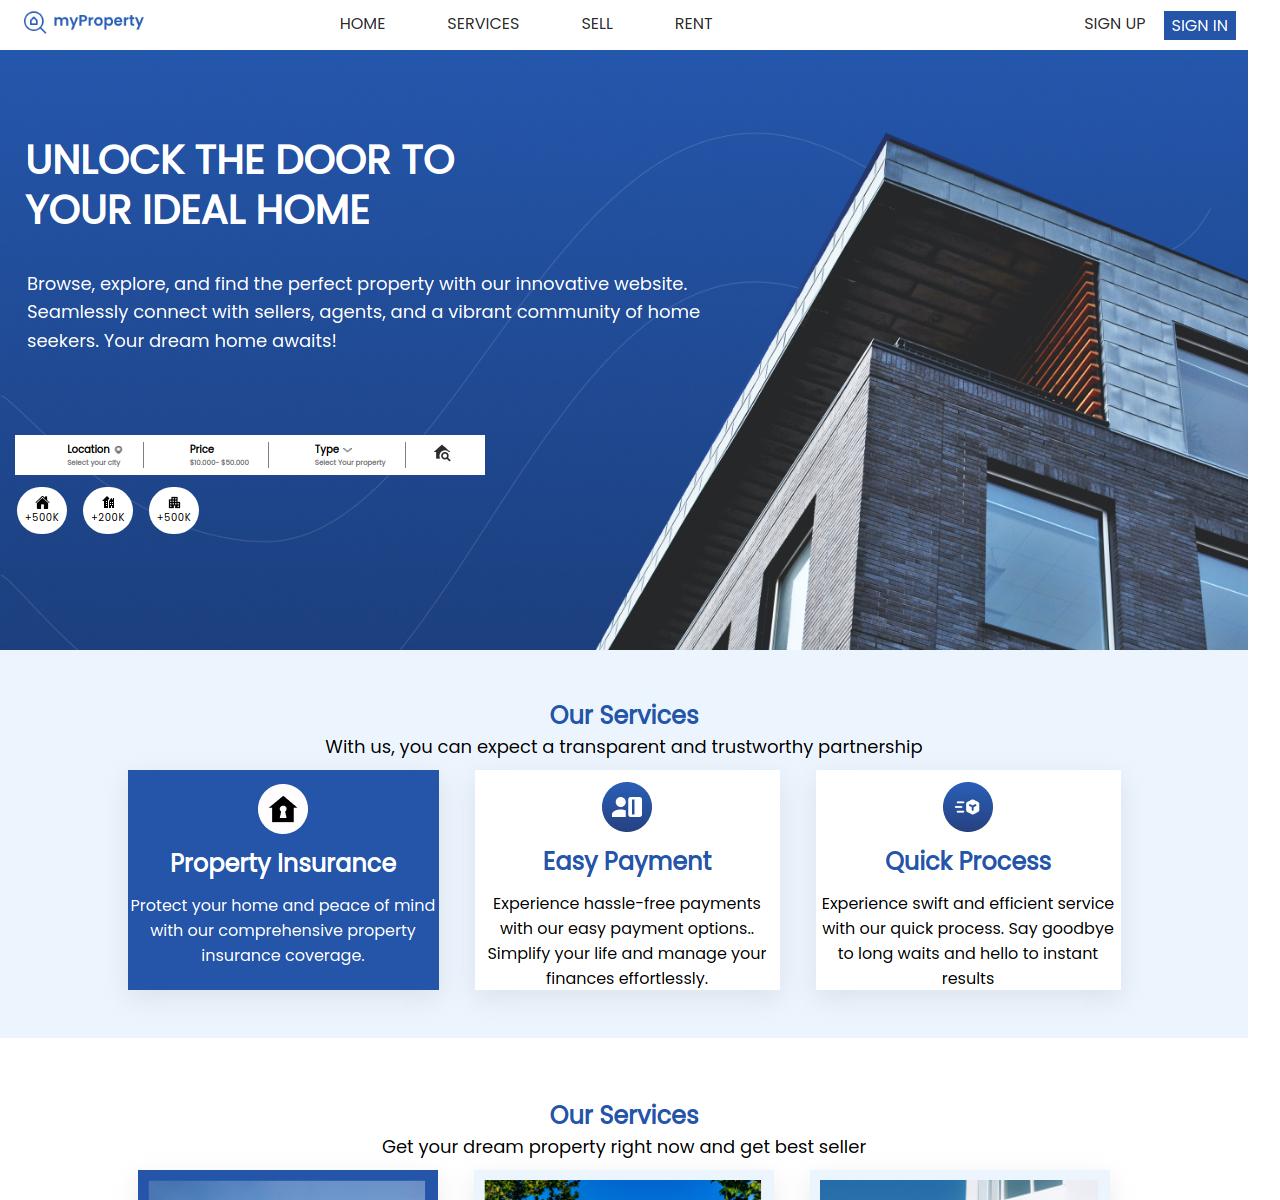 myProperty
HOME SERVICES SELL RENT
SIGN UP SIGN IN
UNLOCK THE DOOR TO
YOUR IDEAL HOME
Browse, explore, and find the perfect property with our innovative website.
Seamlessly connect with sellers, agents, and a vibrant community of home
seekers. Your dream home awaits!
Location
Select your city
Price
$10.000- $50.000
Type
Select Your property
+500K
+200K
+500K
Our Services
With us, you can expect a transparent and trustworthy partnership
Property Insurance
Protect your home and peace of mind
with our comprehensive property
insurance coverage.
Easy Payment
Experience hassle-free payments
with our easy payment options..
Simplify your life and manage your
finances effortlessly.
Quick Process
Experience swift and efficient service
with our quick process. Say goodbye
to long waits and hello to instant
results
Our Services
Get your dream property right now and get best seller